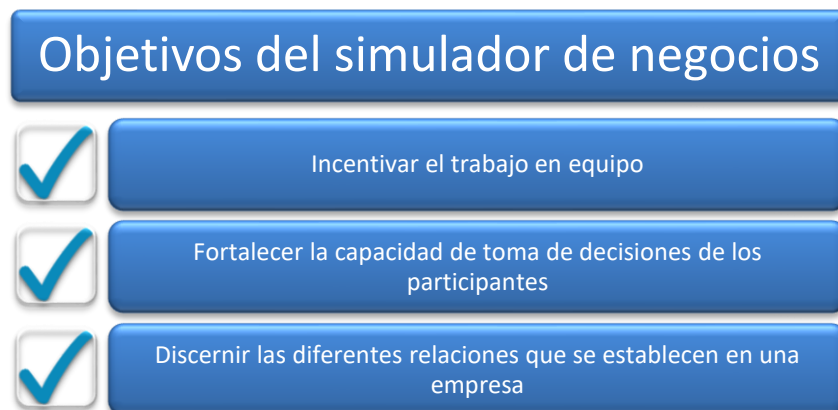 Objetivos del simulador de negocios
Incentivar el trabajo en equipo
Fortalecer la capacidad de toma de decisiones de los
participantes
Discernir las diferentes relaciones que se establecen en una
empresa